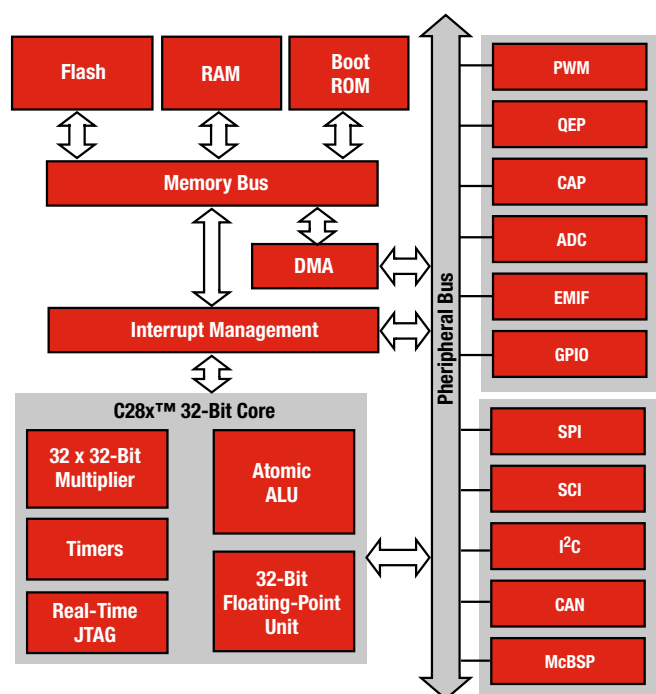 Flash
RAM
Boot
ROM
Memory Bus
DMA
Interrupt Management
C28x™ 32-Bit Core
32 x 32-Bit
Multiplier
Atomic
ALU
Timers
32-Bit
Floating-Point
Unit
Real-Time
JTAG
Pheripheral Bus
PWM
QEP
CAP
ADC
EMIF
GPIO
SPI
SCI
I²C
CAN
McBSP